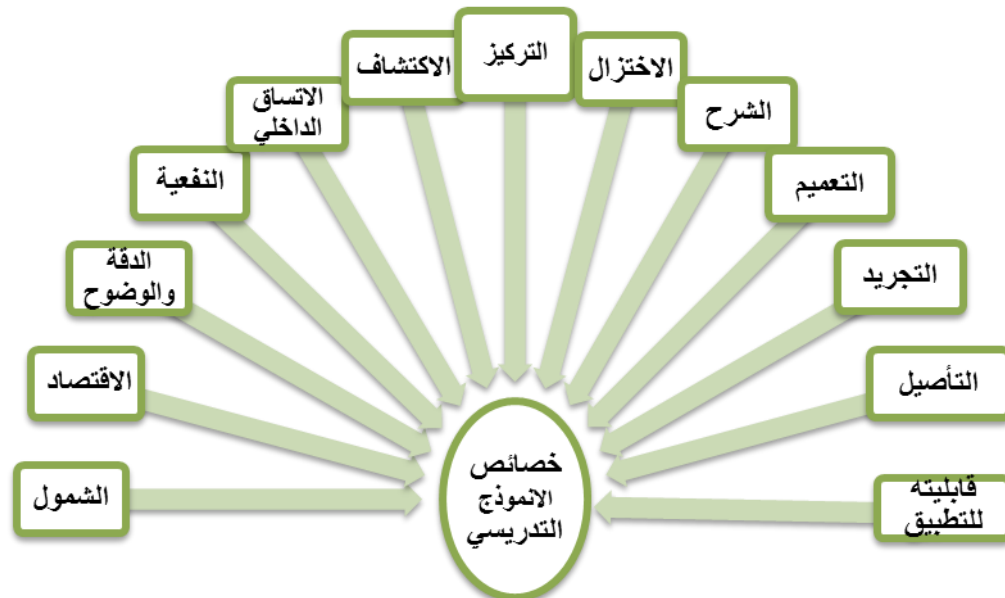 التركيز
الاختزال
الاكتشاف
الشرح
الاتساق
الداخلي
التعميم
النفعية
التجريد
الدقة
والوضوح
التأصيل
الاقتصاد
قابليته
للتطبيق
الشمول
خصائص
الانموذج
التدريسي